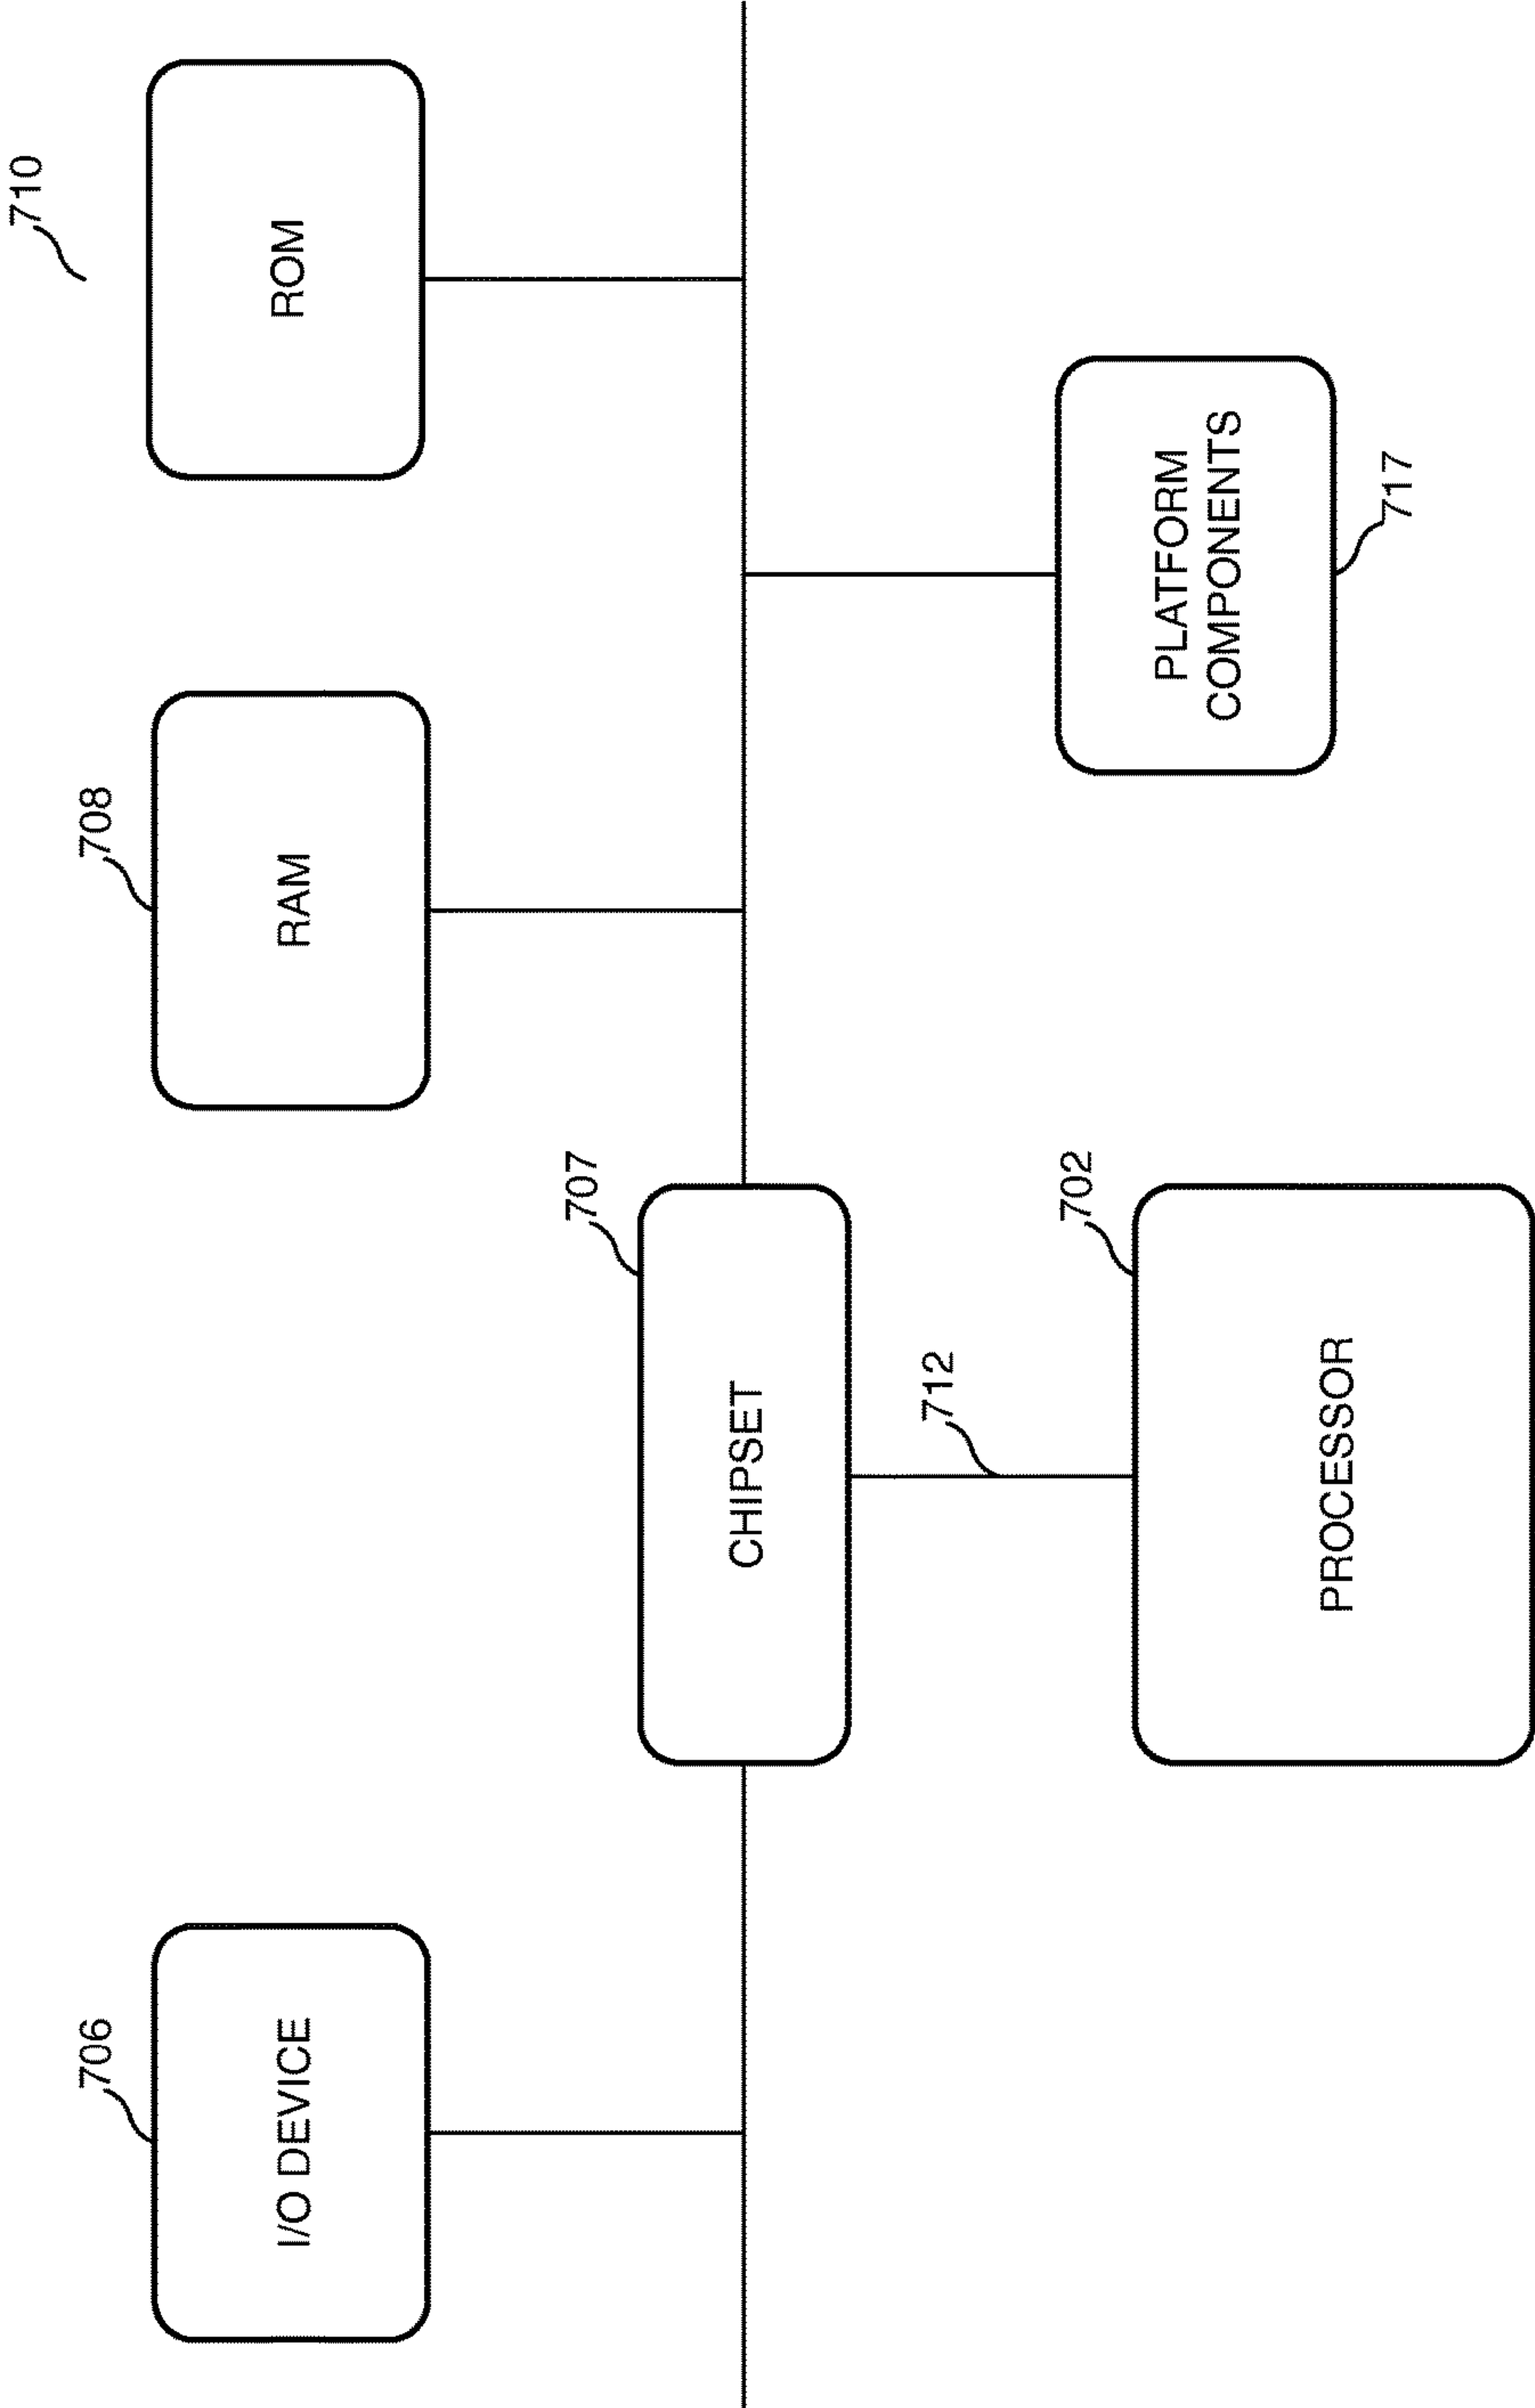 706
I/O DEVICE
707
CHIPSET
712
702
PROCESSOR
708
RAM
710
ROM
PLATFORM
COMPONENTS
717